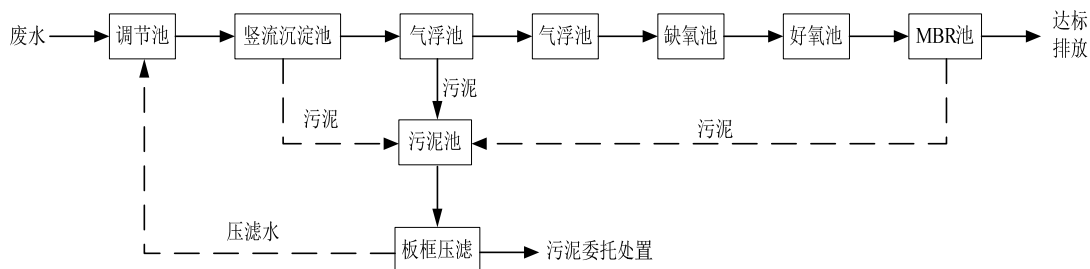 废水
调节池
竖流沉淀池
气浮池
气浮池
缺氧池
好氧池
MBR池
达标
排放
污泥
污泥
污泥
污泥池
压滤水
板框压滤
污泥委托处置